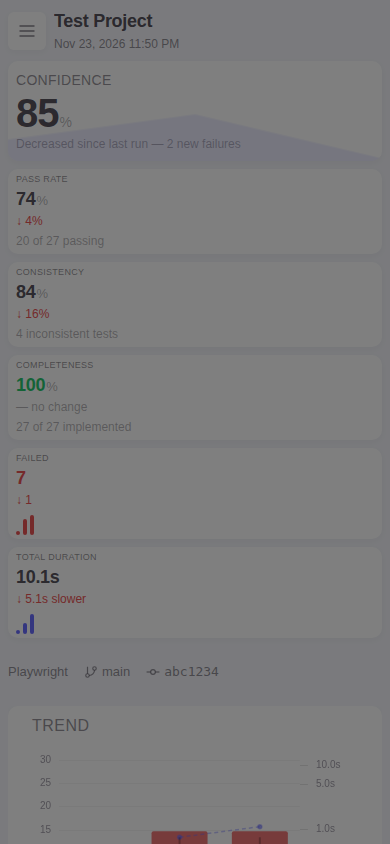 Test Project
Nov 23, 2026 11:50 PM
CONFIDENCE
85%
Decreased since last run — 2 new failures
PASS RATE
74%
↓ 4%
20 of 27 passing
CONSISTENCY
84%
↓ 16%
4 inconsistent tests
COMPLETENESS
100%
— no change
27 of 27 implemented
FAILED
7
↓ 1
TOTAL DURATION
10.1s
↓ 5.1s slower
Playwright main abc1234
TREND
30 10.0s
25 5.0s
20
15 1.0s